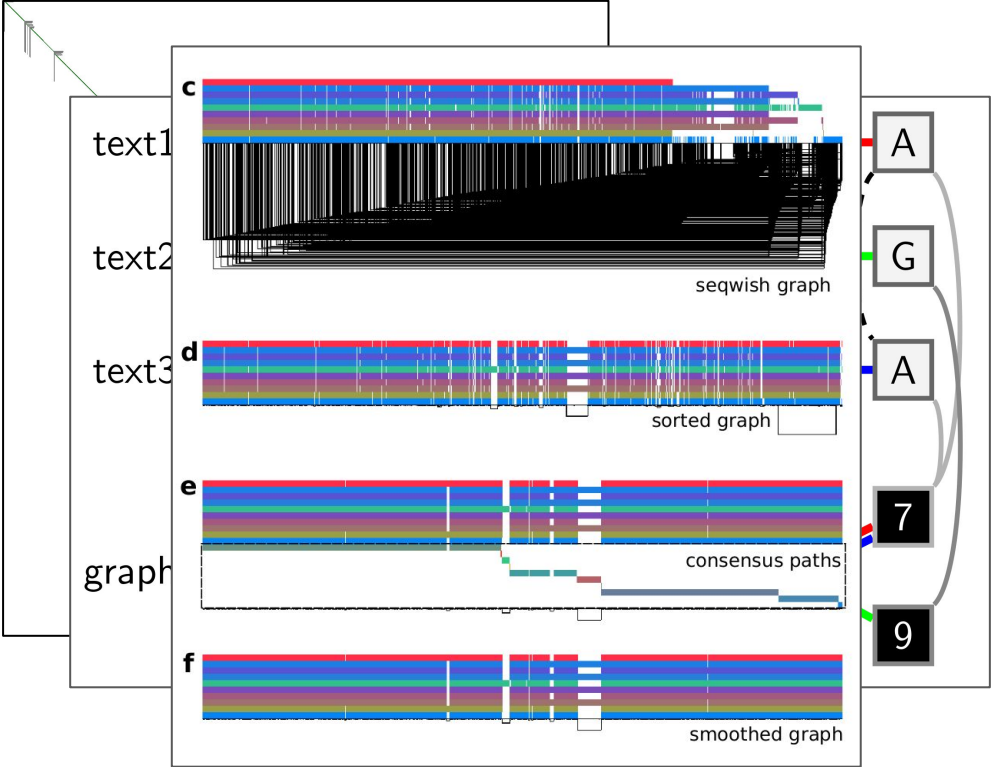 c
text1
A
text2
G
seqwish graph
d
text3
A
sorted graph
e
7
consensus paths
graph
9
f
smoothed graph